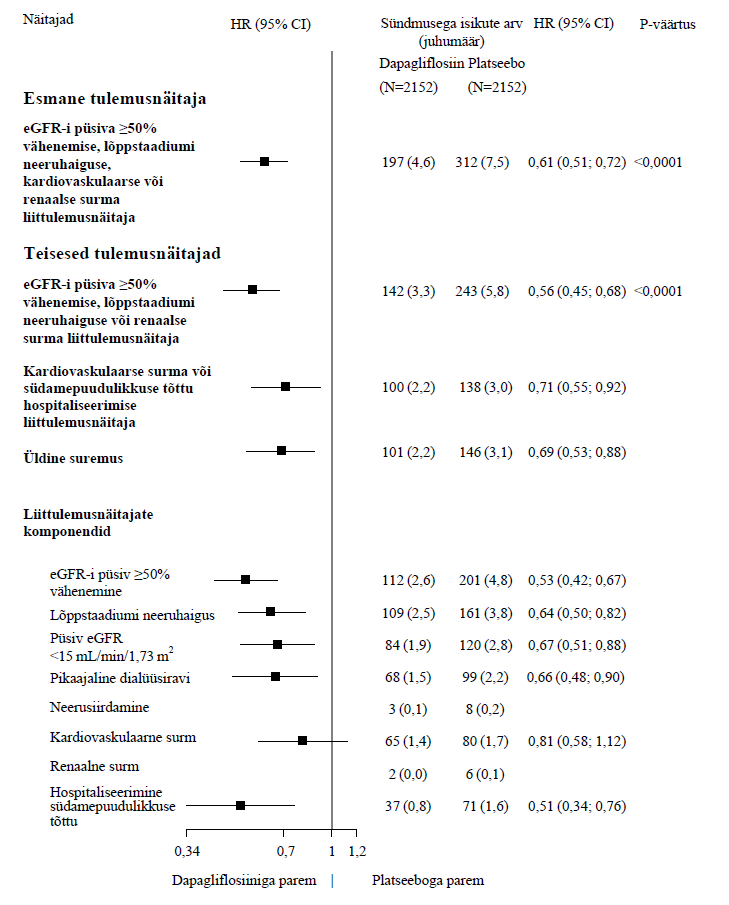 Näitajad
HR (95% CI)
Sündmusega isikute arv
(juhumäär)
HR (95% CI)
P-väärtus
Dapagliflosiin Platseebo
(N=2152) (N=2152)
Esmane tulemusnäitaja
eGFR-i püsiva ≥50%
vähenemise, lõppstaadiumi
neeruhaiguse,
kardiovaskulaarse või
renaalse surma
liittulemusnäitaja
197 (4,6) 312 (7,5) 0,61 (0,51; 0,72) <0,0001
Teisesed tulemusnäitajad
eGFR-i püsiva ≥50%
vähenemise, lõppstaadiumi
neeruhaiguse või renaalse
surma liittulemusnäitaja
142 (3,3) 243 (5,8) 0,56 (0,45; 0,68) <0,0001
Kardiovaskulaarse surma või
südamepuudulikkuse tõttu
hospitaliseerimise
liittulemusnäitaja
100 (2,2) 138 (3,0) 0,71 (0,55; 0,92)
Üldine suremus
101 (2,2) 146 (3,1) 0,69 (0,53; 0,88)
Liittulemusnäitajate
komponendid
eGFR-i püsiv ≥50%
vähenemine
112 (2,6) 201 (4,8) 0,53 (0,42; 0,67)
Lõppstaadiumi neeruhaigus
109 (2,5) 161 (3,8) 0,64 (0,50; 0,82)
Püsiv eGFR
<15 mL/min/1,73 m²
84 (1,9) 120 (2,8) 0,67 (0,51; 0,88)
Pikaajaline dialüüsiravi
68 (1,5) 99 (2,2) 0,66 (0,48; 0,90)
Neerusiirdamine
3 (0,1) 8 (0,2)
Kardiovaskulaarne surm
65 (1,4) 80 (1,7) 0,81 (0,58; 1,12)
Renaalne surm
2 (0,0) 6 (0,1)
Hospitaliseerimine
südamepuudulikkuse
tõttu
37 (0,8) 71 (1,6) 0,51 (0,34; 0,76)
0,34 0,7 1 1,2
Dapagliflosiiniga parem | Platseeboga parem